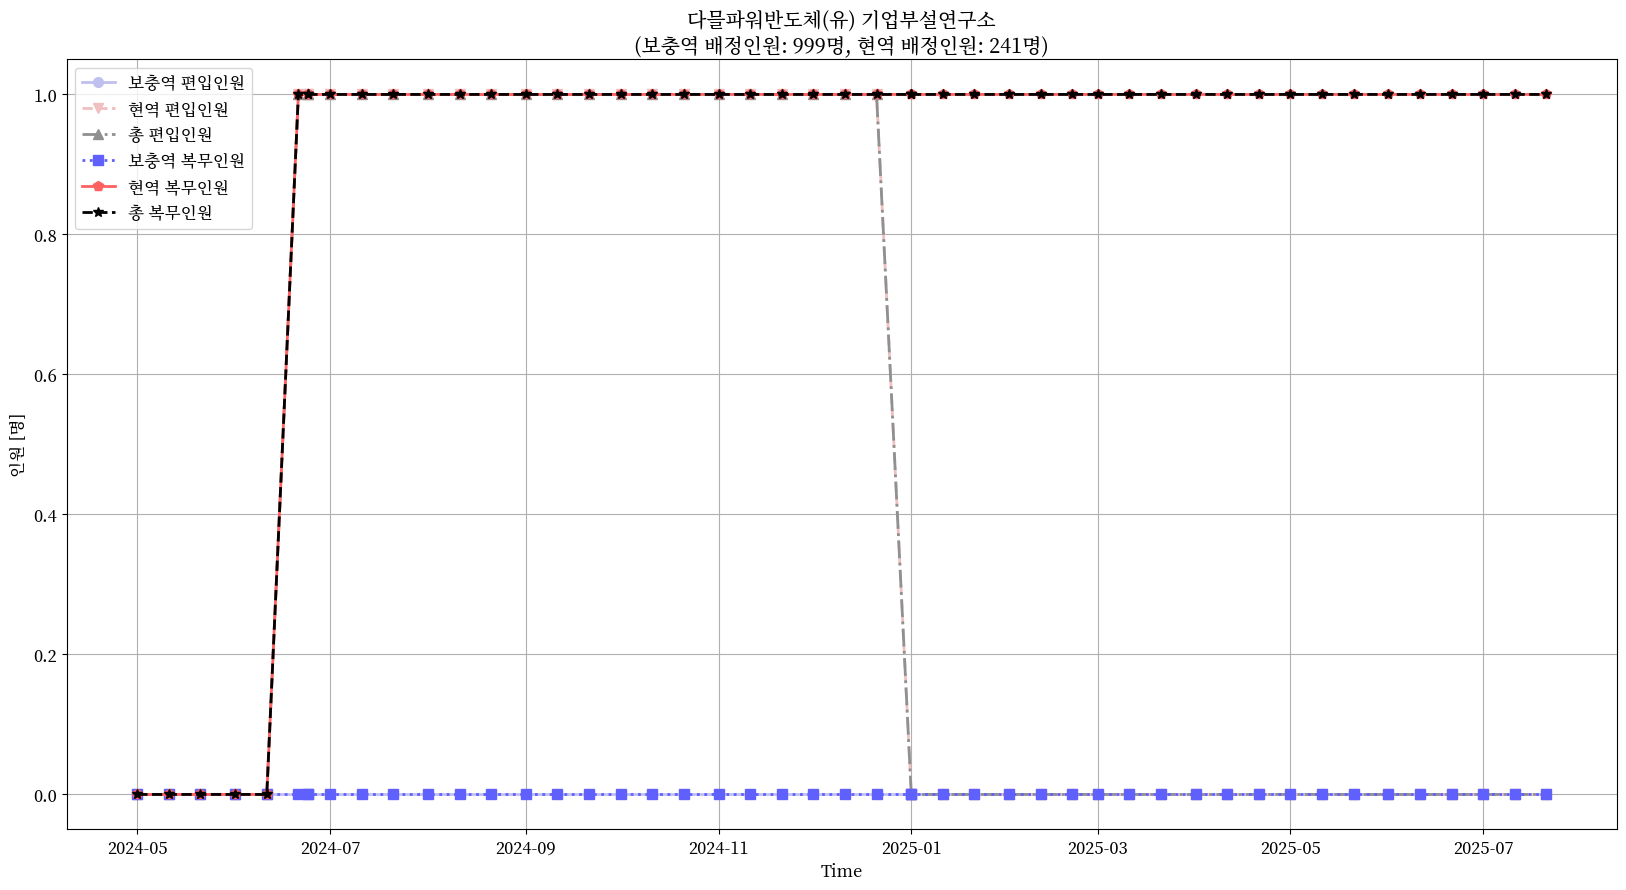 다믈파워반도체(유) 기업부설연구소
(보충역 배정인원: 999명, 현역 배정인원: 241명)
보충역 편입인원
현역 편입인원
총 편입인원
보충역 복무인원
현역 복무인원
총 복무인원
인원 [명]
1.0
0.8
0.6
0.4
0.2
0.0
2024-05
2024-07
2024-09
2024-11
2025-01
2025-03
2025-05
2025-07
Time